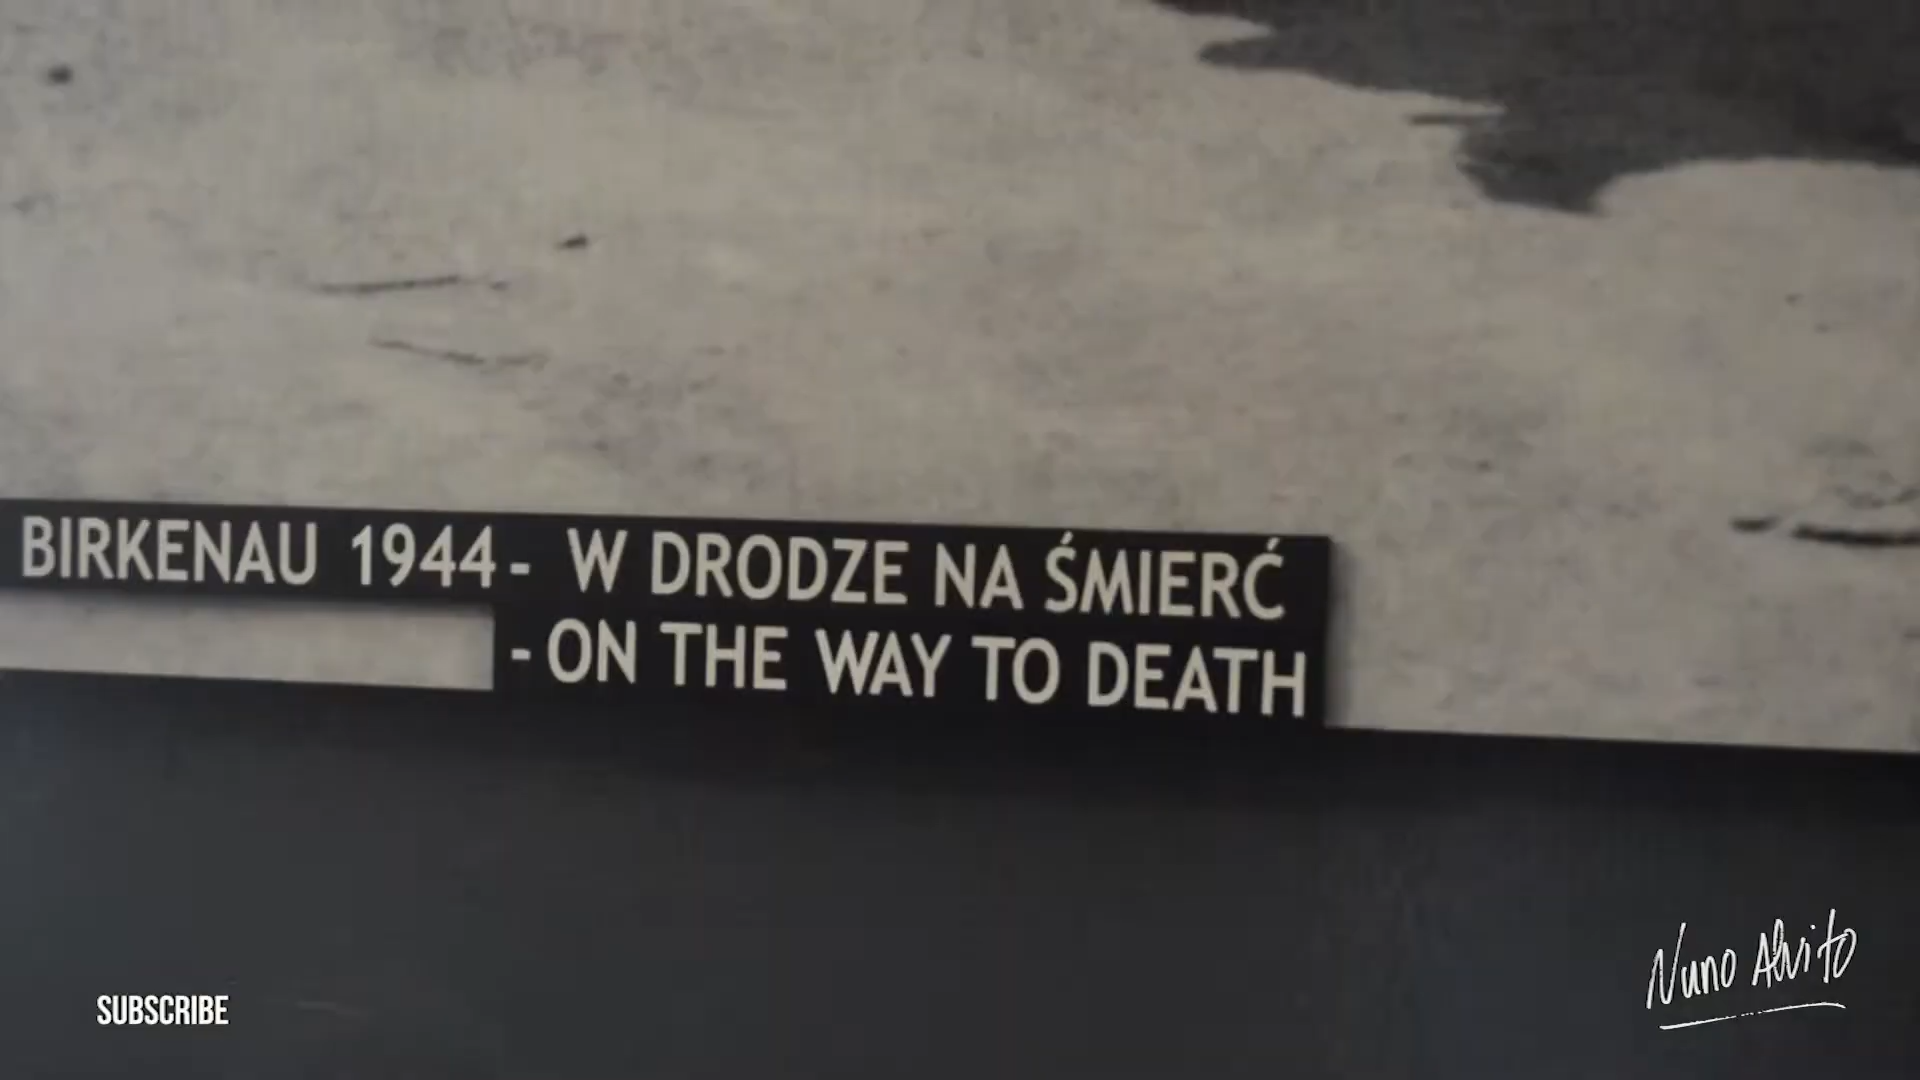 BIRKENAU 1944 - W DRODZE NA ŚMIERĆ
- ON THE WAY TO DEATH
SUBSCRIBE
Nuno Alvito